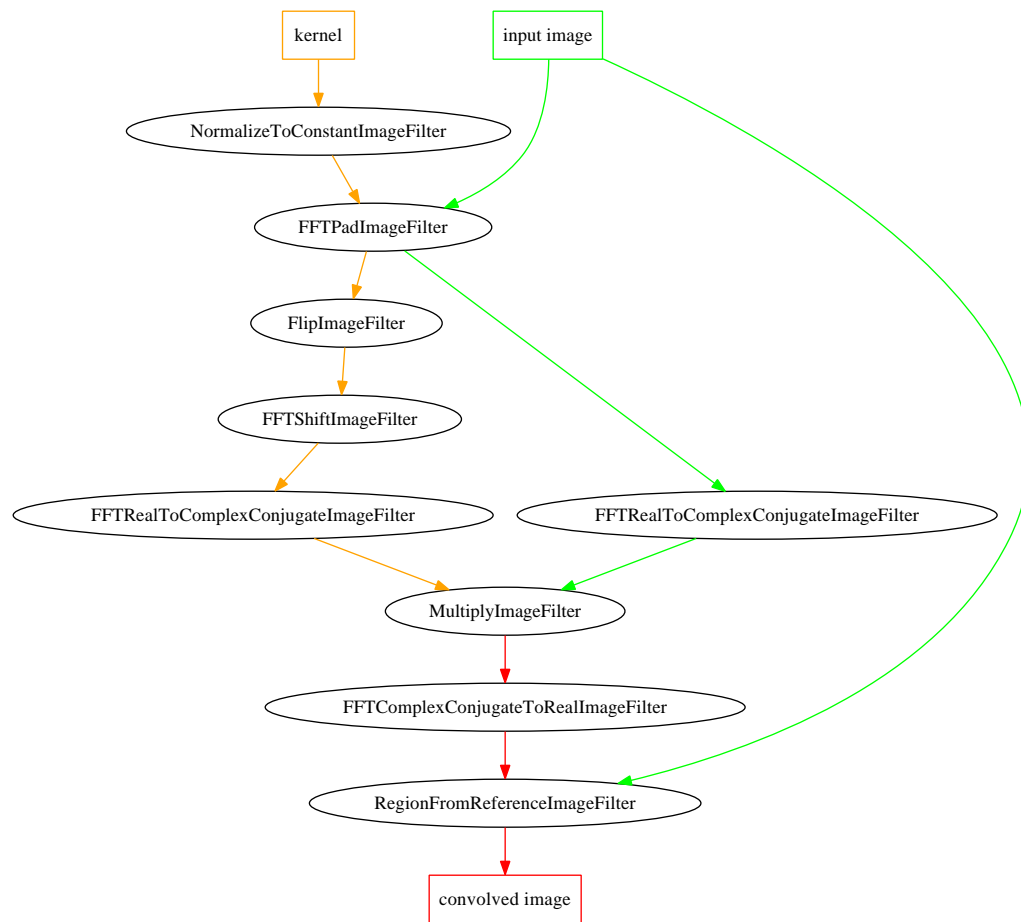 kernel
input image
NormalizeToConstantImageFilter
FFTPadImageFilter
FlipImageFilter
FFTShiftImageFilter
FFTRealToComplexConjugateImageFilter
FFTRealToComplexConjugateImageFilter
MultiplyImageFilter
FFTComplexConjugateToRealImageFilter
RegionFromReferenceImageFilter
convolved image